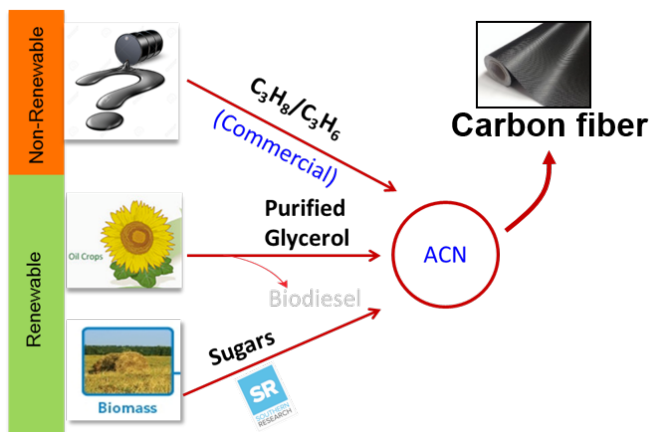 Non-Renewable
C₃H₈/C₃H₆
(Commercial)
Carbon fiber
Renewable
Oil Crops
Purified
Glycerol
Biodiesel
ACN
Sugars
SR
SOUTHERN
RESEARCH
Biomass